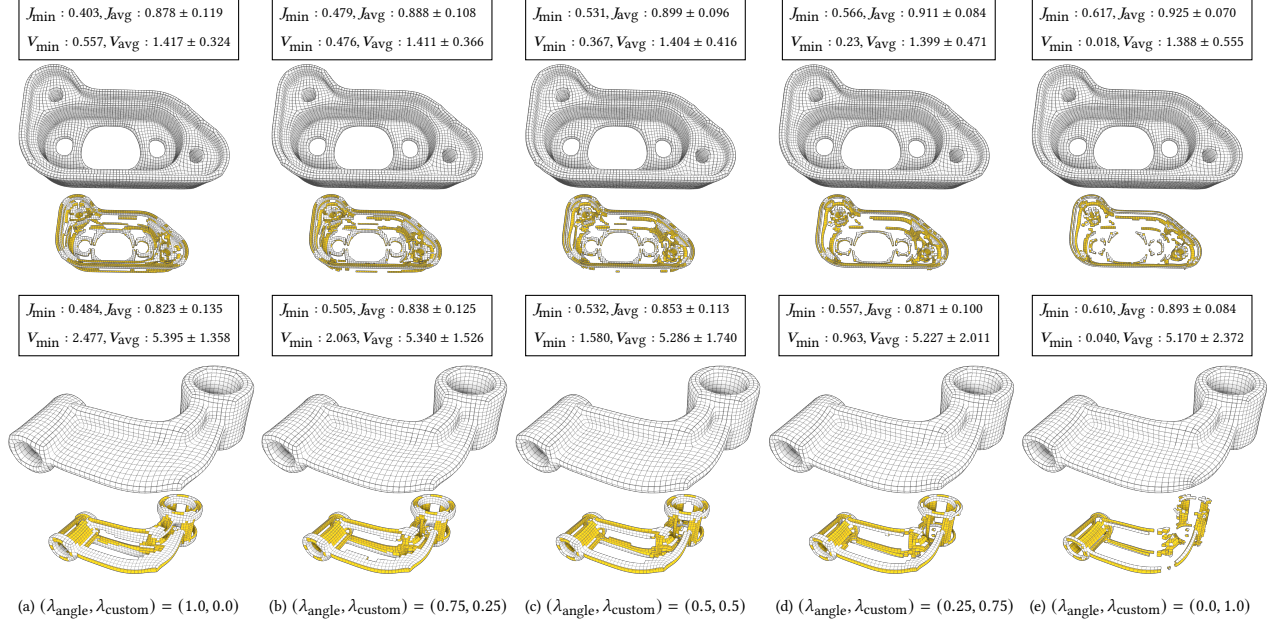 J_min : 0.403, J_avg : 0.878 ± 0.119
V_min : 0.557, V_avg : 1.417 ± 0.324
J_min : 0.479, J_avg : 0.888 ± 0.108
V_min : 0.476, V_avg : 1.411 ± 0.366
J_min : 0.531, J_avg : 0.899 ± 0.096
V_min : 0.367, V_avg : 1.404 ± 0.416
J_min : 0.566, J_avg : 0.911 ± 0.084
V_min : 0.23, V_avg : 1.399 ± 0.471
J_min : 0.617, J_avg : 0.925 ± 0.070
V_min : 0.018, V_avg : 1.388 ± 0.555
J_min : 0.484, J_avg : 0.823 ± 0.135
V_min : 2.477, V_avg : 5.395 ± 1.358
J_min : 0.505, J_avg : 0.838 ± 0.125
V_min : 2.063, V_avg : 5.340 ± 1.526
J_min : 0.532, J_avg : 0.853 ± 0.113
V_min : 1.580, V_avg : 5.286 ± 1.740
J_min : 0.557, J_avg : 0.871 ± 0.100
V_min : 0.963, V_avg : 5.227 ± 2.011
J_min : 0.610, J_avg : 0.893 ± 0.084
V_min : 0.040, V_avg : 5.170 ± 2.372
(a) (λ_angle, λ_custom) = (1.0, 0.0)
(b) (λ_angle, λ_custom) = (0.75, 0.25)
(c) (λ_angle, λ_custom) = (0.5, 0.5)
(d) (λ_angle, λ_custom) = (0.25, 0.75)
(e) (λ_angle, λ_custom) = (0.0, 1.0)